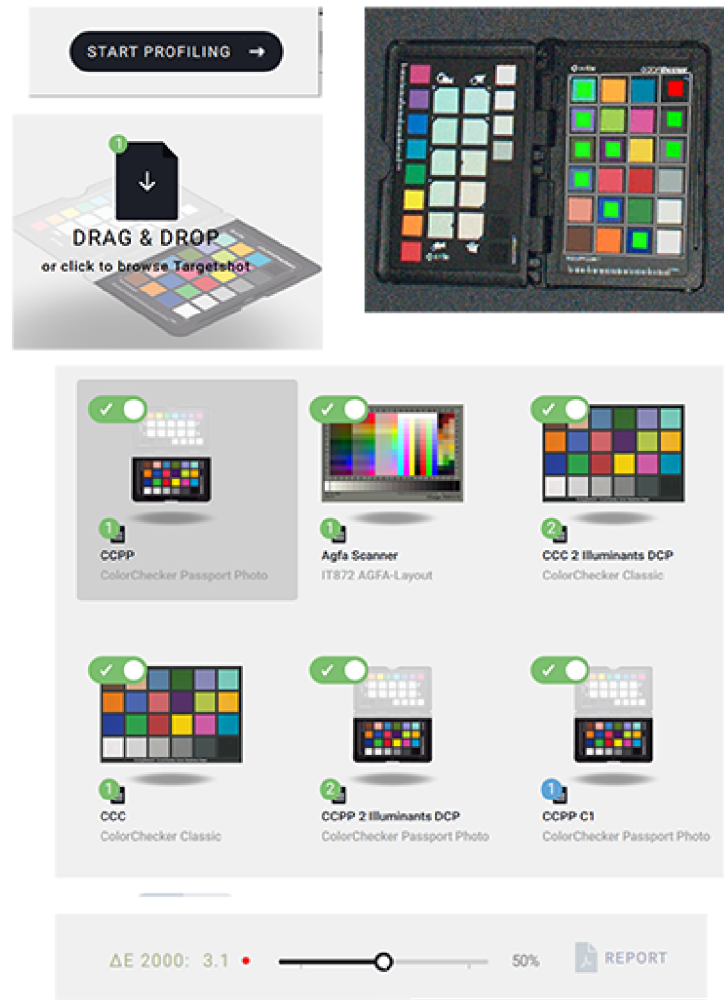 START PROFILING →
1
DRAG & DROP
or click to browse Targetshot
1
CCPP
ColorChecker Passport Photo
1
Agfa Scanner
IT872 AGFA-Layout
2
CCC 2 Illuminants DCP
ColorChecker Classic
1
CCC
ColorChecker Classic
2
CCPP 2 Illuminants DCP
ColorChecker Passport Photo
1
CCPP C1
ColorChecker Passport Photo
ΔE 2000: 3.1
50%
REPORT